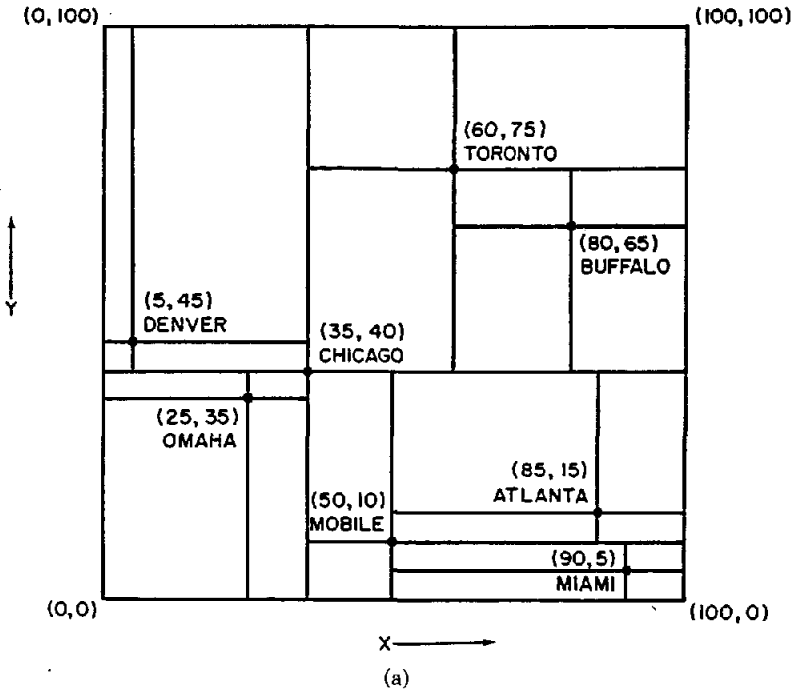 (0,100)
(100,100)
(60,75)
TORONTO
(80,65)
BUFFALO
(5,45)
DENVER
(35,40)
CHICAGO
Y
(25,35)
OMAHA
(85,15)
ATLANTA
(50,10)
MOBILE
(90,5)
MIAMI
(0,0)
(100,0)
X
(a)